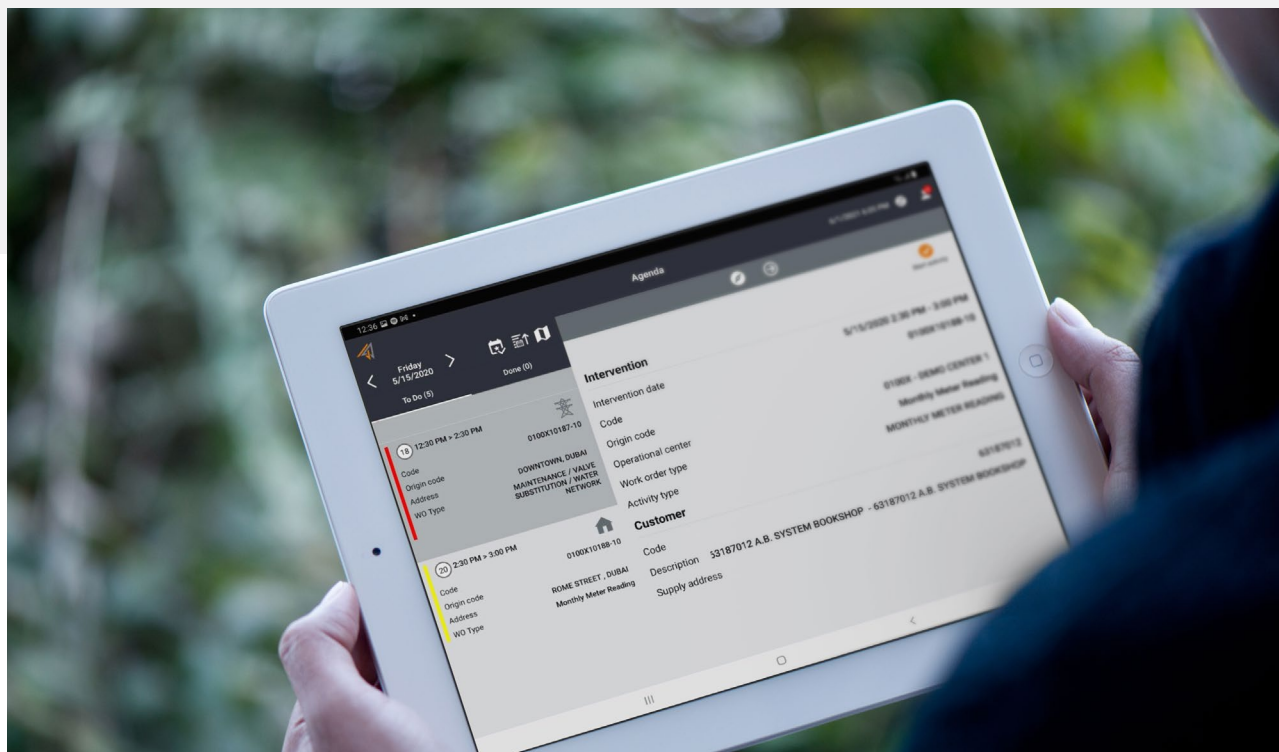 12:36
Agenda
Friday
5/15/2020
To Do (5)
Done (0)
18 12:30 PM > 2:30 PM
Code 0100X10187-10
Origin code
Address DOWNTOWN, DUBAI
WO Type MAINTENANCE / VALVE
SUBSTITUTION / WATER
NETWORK
20 2:30 PM > 3:00 PM
Code 0100X10188-10
Origin code
Address ROME STREET , DUBAI
WO Type Monthly Meter Reading
Intervention
Intervention date 5/15/2020 2:30 PM - 3:00 PM
Code 0100X10188-10
Origin code
Operational center 0100X - DEMO CENTER 1
Work order type Monthly Meter Reading
Activity type MONTHLY METER READING
Customer
Code 63187012
Description 53187012 A.B. SYSTEM BOOKSHOP - 63187012 A.B. SYSTEM BOOKSHOP
Supply address